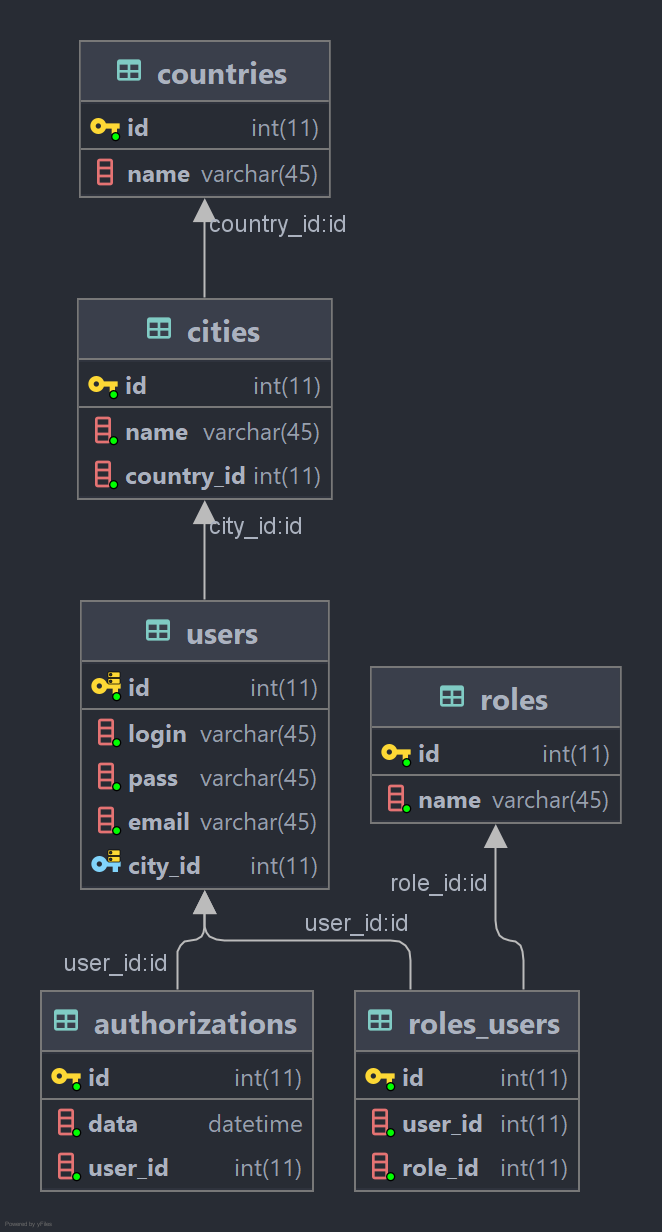 countries
id int(11)
name varchar(45)
country_id:id
cities
id int(11)
name varchar(45)
country_id int(11)
city_id:id
users
id int(11)
login varchar(45)
pass varchar(45)
email varchar(45)
city_id int(11)
roles
id int(11)
name varchar(45)
role_id:id
user_id:id
user_id:id
authorizations
id int(11)
data datetime
user_id int(11)
roles_users
id int(11)
user_id int(11)
role_id int(11)
Powered by yFiles